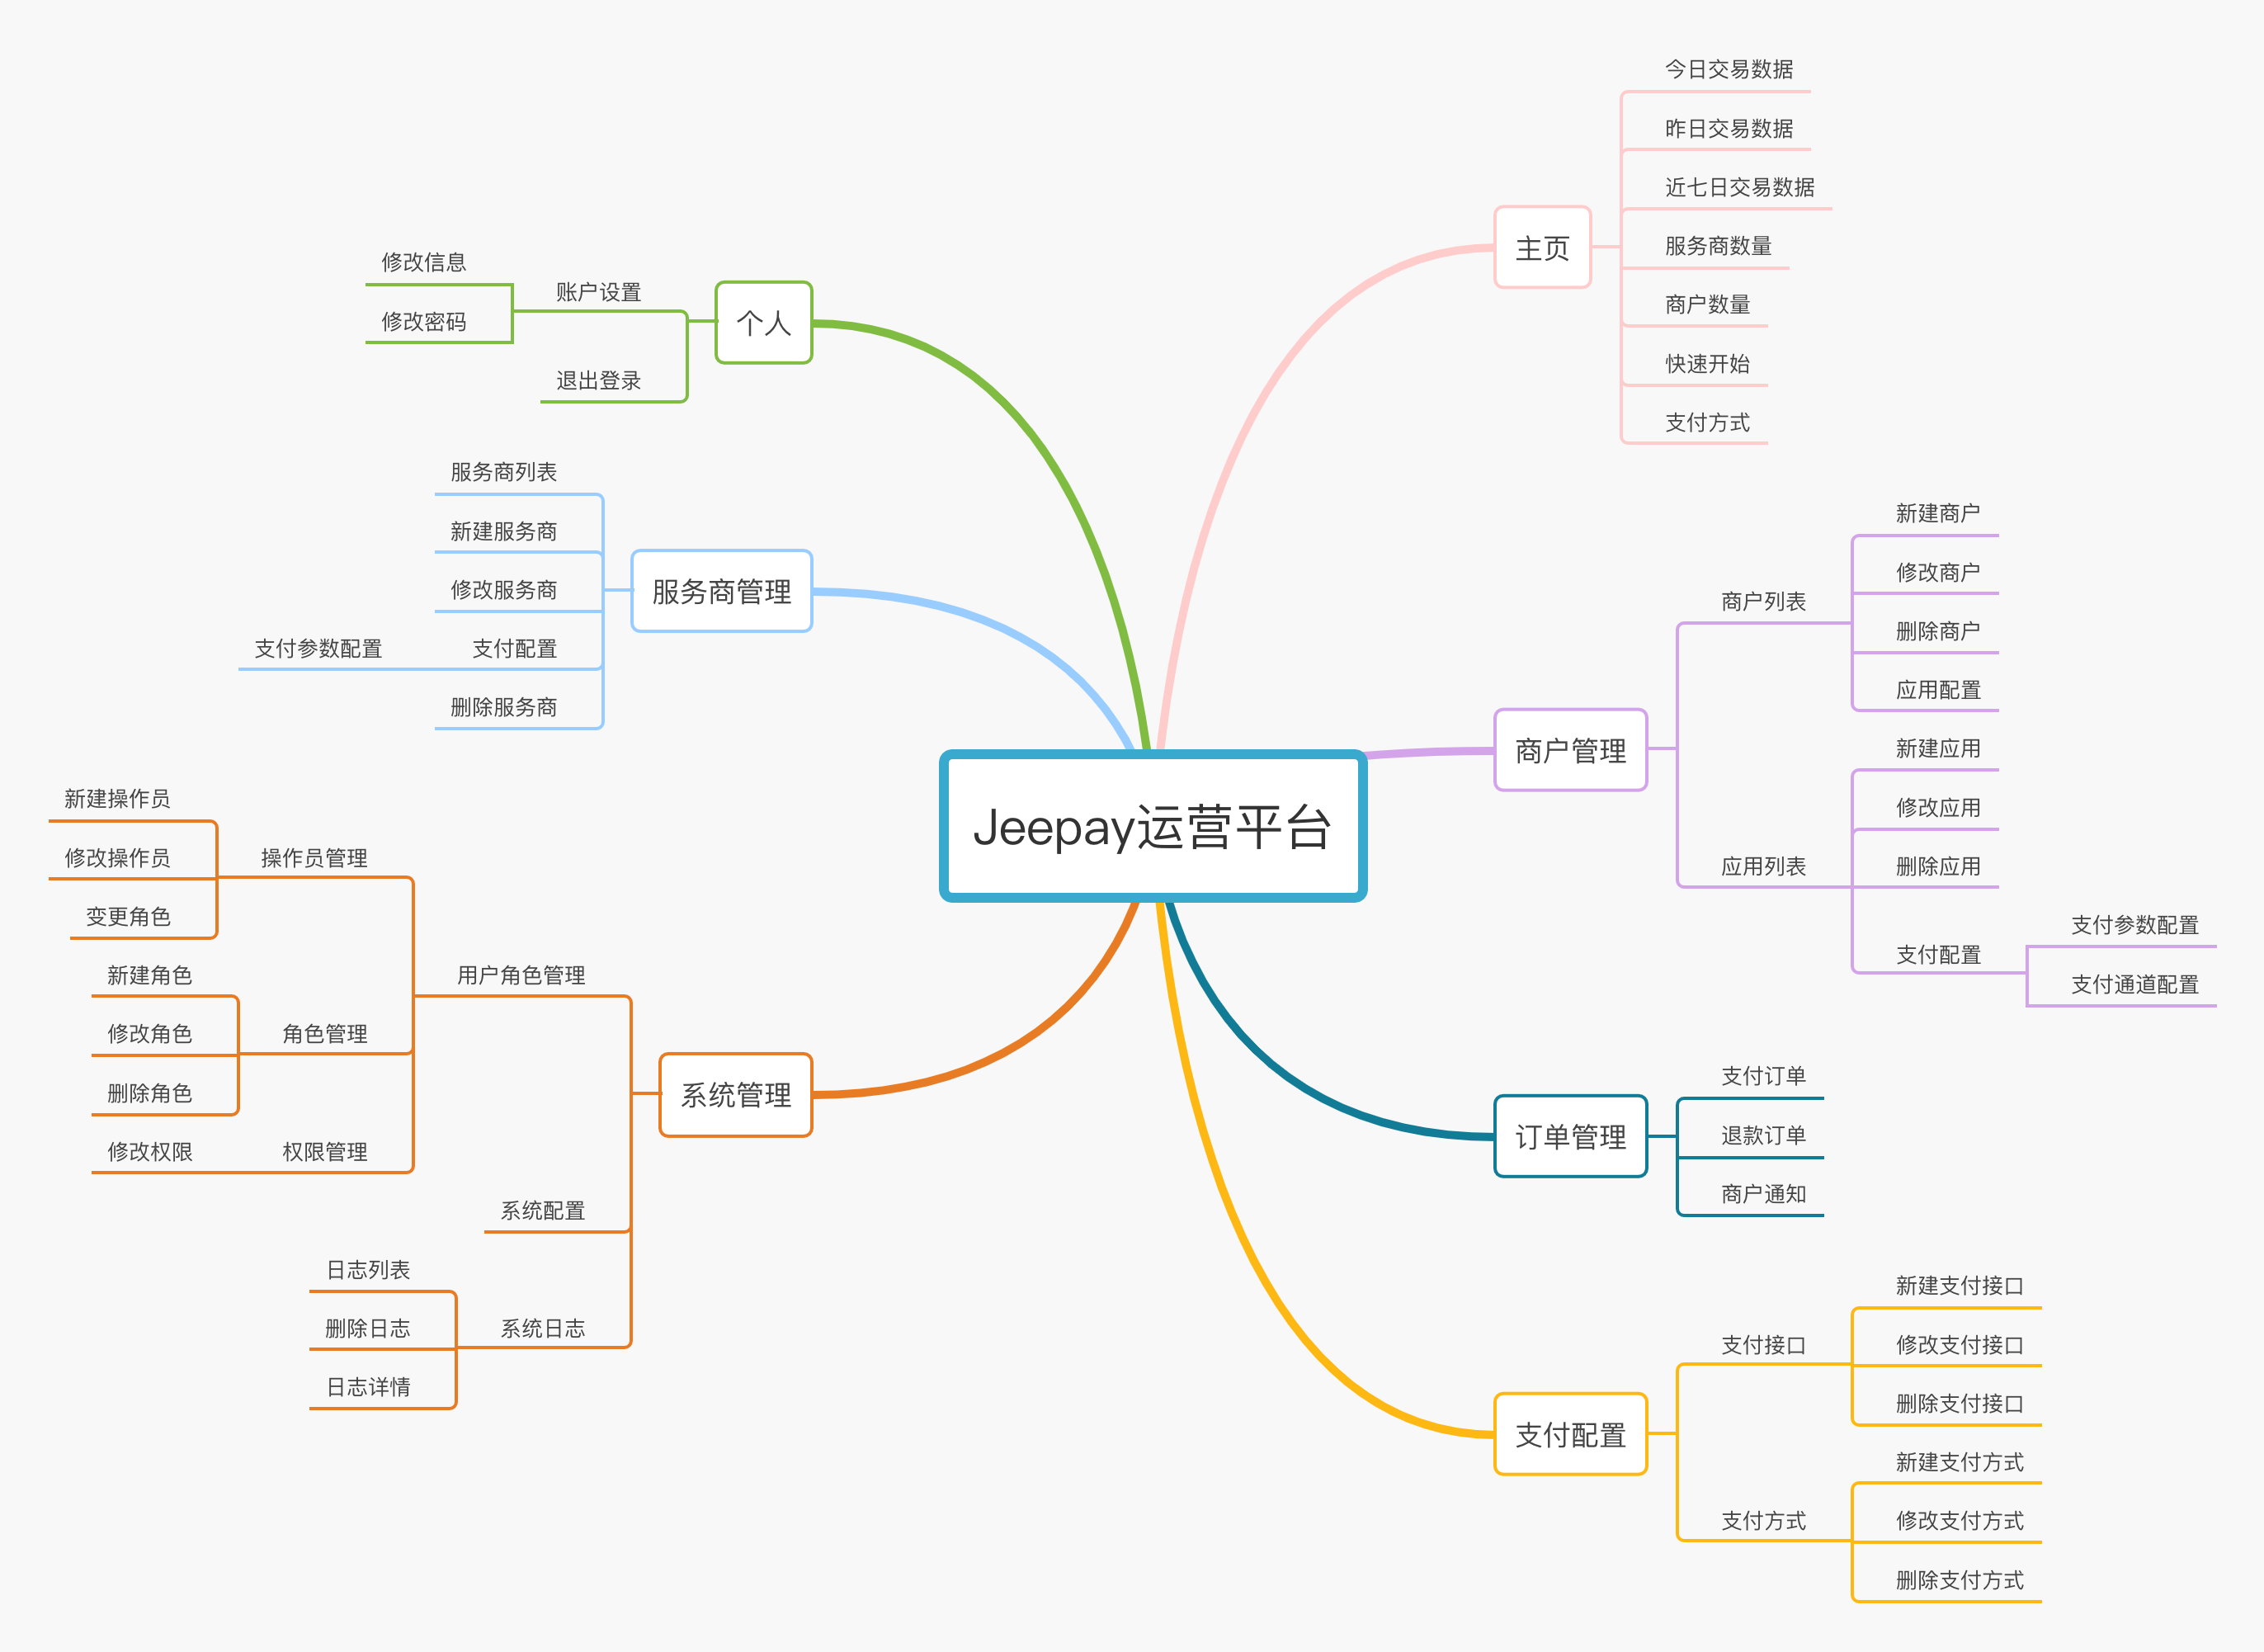 Jeepay运营平台
主页
今日交易数据
昨日交易数据
近七日交易数据
服务商数量
商户数量
快速开始
支付方式
商户管理
商户列表
新建商户
修改商户
删除商户
应用配置
应用列表
新建应用
修改应用
删除应用
支付配置
支付参数配置
支付通道配置
订单管理
支付订单
退款订单
商户通知
支付配置
支付接口
新建支付接口
修改支付接口
删除支付接口
支付方式
新建支付方式
修改支付方式
删除支付方式
个人
账户设置
修改信息
修改密码
退出登录
服务商管理
服务商列表
新建服务商
修改服务商
支付配置
支付参数配置
删除服务商
系统管理
用户角色管理
操作员管理
新建操作员
修改操作员
变更角色
角色管理
新建角色
修改角色
删除角色
权限管理
修改权限
系统配置
系统日志
日志列表
删除日志
日志详情